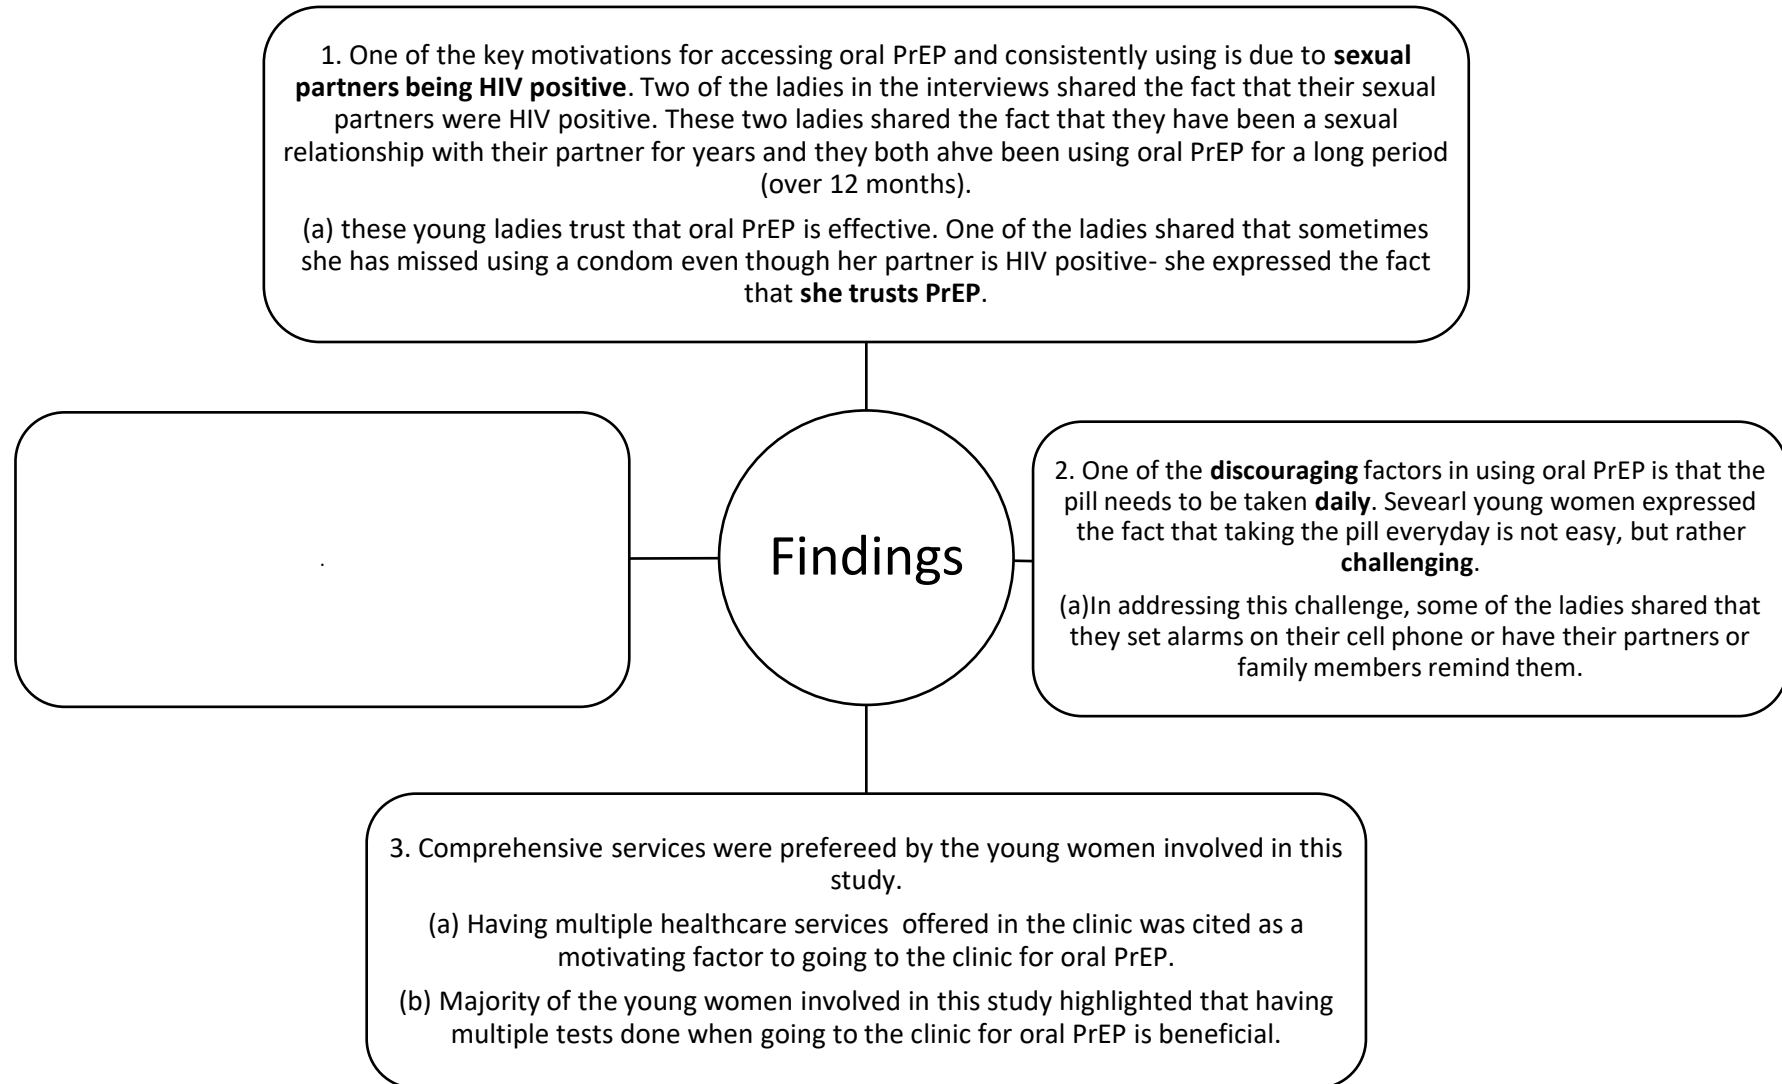 1. One of the key motivations for accessing oral PrEP and consistently using is due to sexual
partners being HIV positive. Two of the ladies in the interviews shared the fact that their sexual
partners were HIV positive. These two ladies shared the fact that they have been a sexual
relationship with their partner for years and they both ahve been using oral PrEP for a long period
(over 12 months).
(a) these young ladies trust that oral PrEP is effective. One of the ladies shared that sometimes
she has missed using a condom even though her partner is HIV positive- she expressed the fact
that she trusts PrEP.
.
Findings
2. One of the discouraging factors in using oral PrEP is that the
pill needs to be taken daily. Sevearl young women expressed
the fact that taking the pill everyday is not easy, but rather
challenging.
(a)In addressing this challenge, some of the ladies shared that
they set alarms on their cell phone or have their partners or
family members remind them.
3. Comprehensive services were prefereed by the young women involved in this
study.
(a) Having multiple healthcare services offered in the clinic was cited as a
motivating factor to going to the clinic for oral PrEP.
(b) Majority of the young women involved in this study highlighted that having
multiple tests done when going to the clinic for oral PrEP is beneficial.